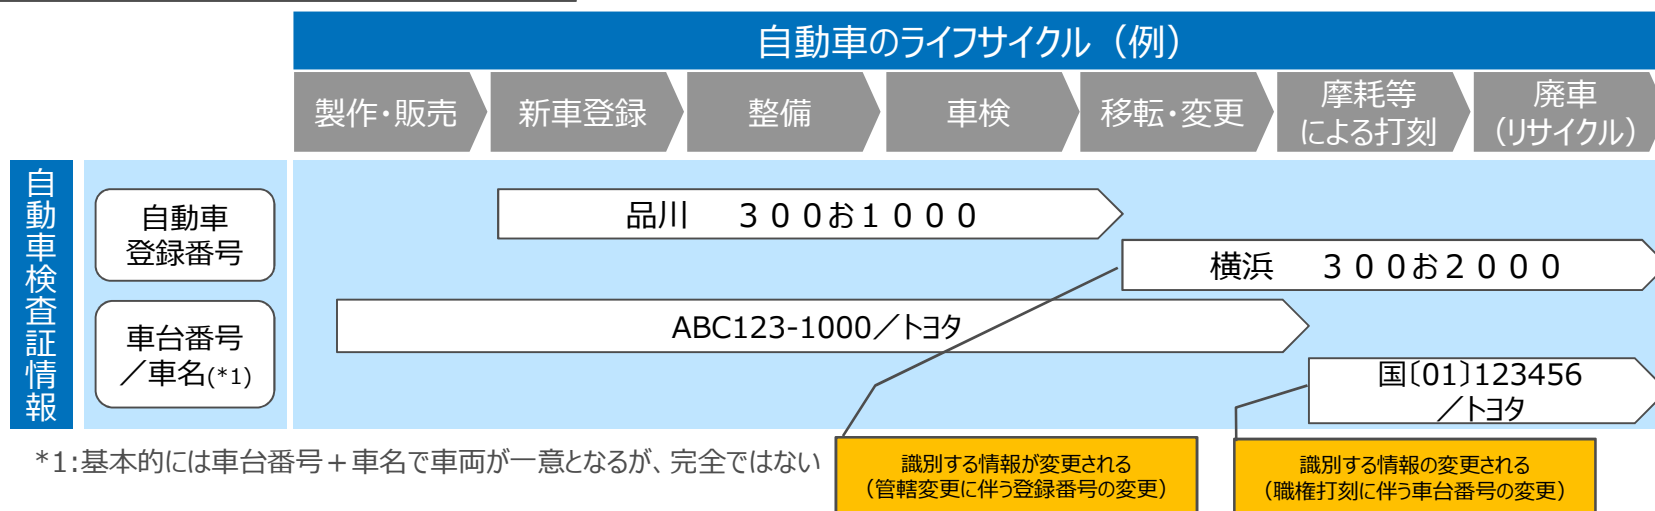 自動車のライフサイクル（例）
製作・販売
新車登録
整備
車検
移転・変更
摩耗等
による打刻
廃車
（リサイクル）
自動車検査証情報
自動車
登録番号
品川　３００お１０００
横浜　３００お２０００
車台番号
／車名(*1)
ABC123-1000／トヨタ
国〔01〕123456
／トヨタ
*1:基本的には車台番号＋車名で車両が一意となるが、完全ではない
識別する情報が変更される
（管轄変更に伴う登録番号の変更）
識別する情報の変更される
（職権打刻に伴う車台番号の変更）